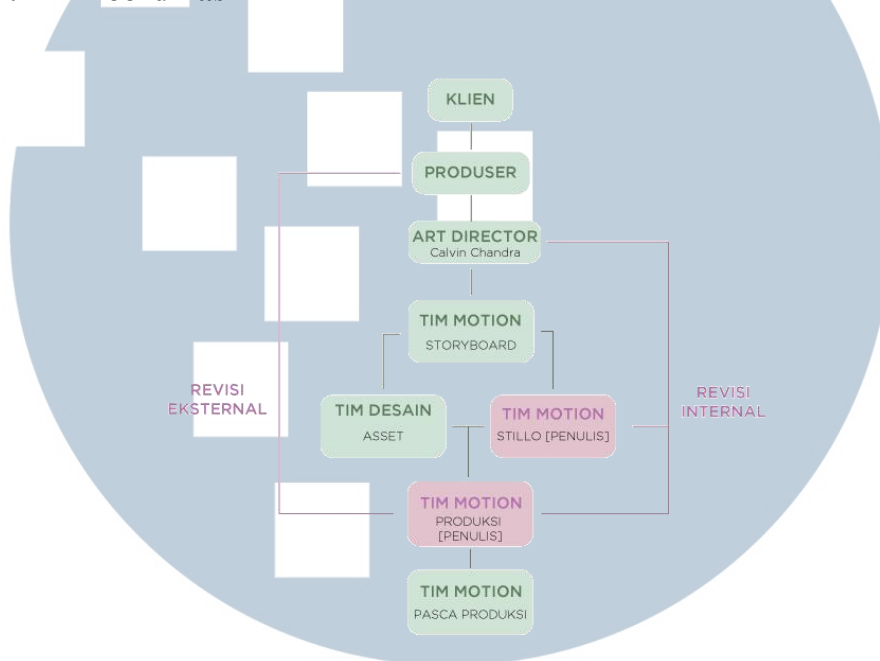 KLIEN
PRODUSER
ART DIRECTOR
Calvin Chandra
TIM MOTION
STORYBOARD
REVISI
EKSTERNAL
REVISI
INTERNAL
TIM DESAIN
ASSET
TIM MOTION
STILLO [PENULIS]
TIM MOTION
PRODUKSI
[PENULIS]
TIM MOTION
PASCA PRODUKSI